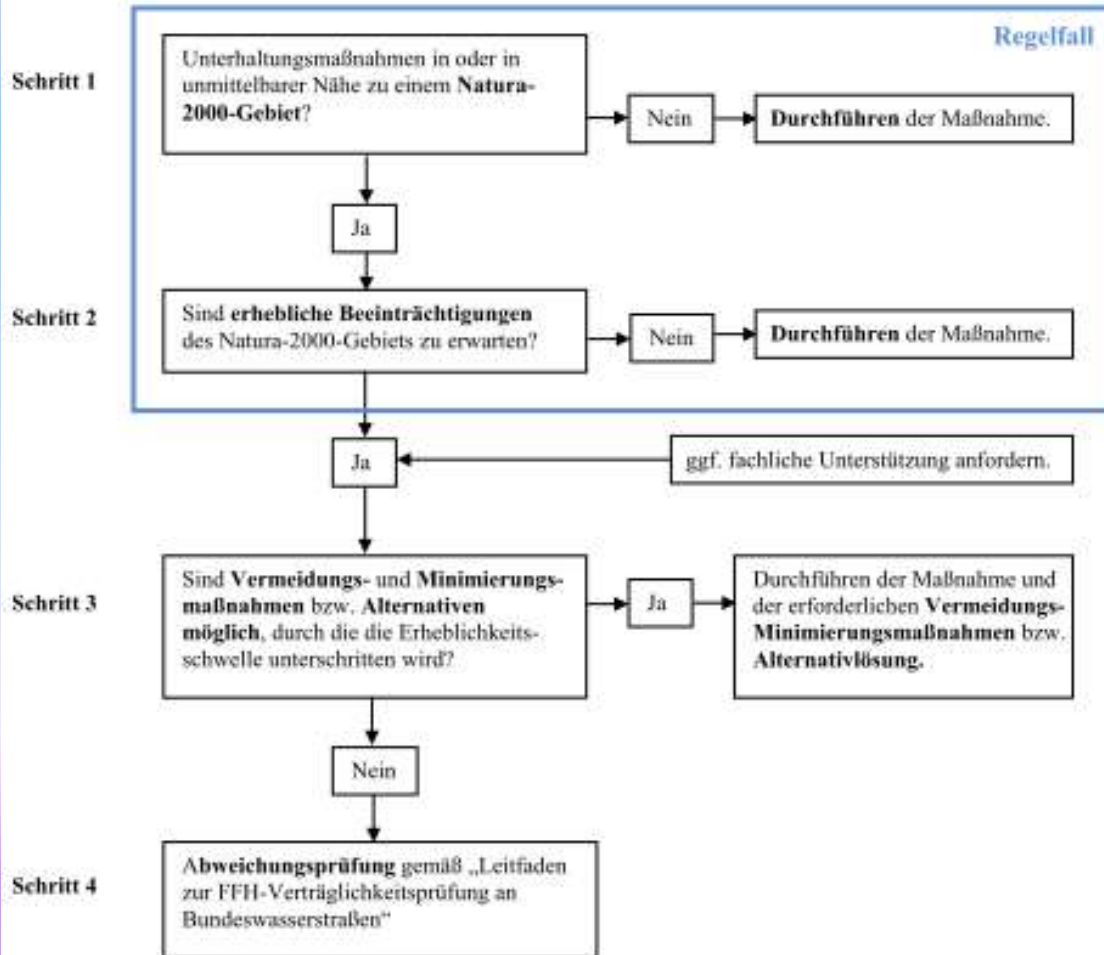 Regelfall
Schritt 1
Unterhaltungsmaßnahmen in oder in
unmittelbarer Nähe zu einem Natura-
2000-Gebiet?
Nein
Durchführen der Maßnahme.
Ja
Schritt 2
Sind erhebliche Beeinträchtigungen
des Natura-2000-Gebiets zu erwarten?
Nein
Durchführen der Maßnahme.
Ja
ggf. fachliche Unterstützung anfordern.
Schritt 3
Sind Vermeidungs- und Minimierungs-
maßnahmen bzw. Alternativen
möglich, durch die die Erheblichkeits-
schwelle unterschritten wird?
Ja
Durchführen der Maßnahme und
der erforderlichen Vermeidungs-
Minimierungsmaßnahmen bzw.
Alternativlösung.
Nein
Schritt 4
Abweichungsprüfung gemäß „Leitfaden
zur FFH-Verträglichkeitsprüfung an
Bundeswasserstraßen“